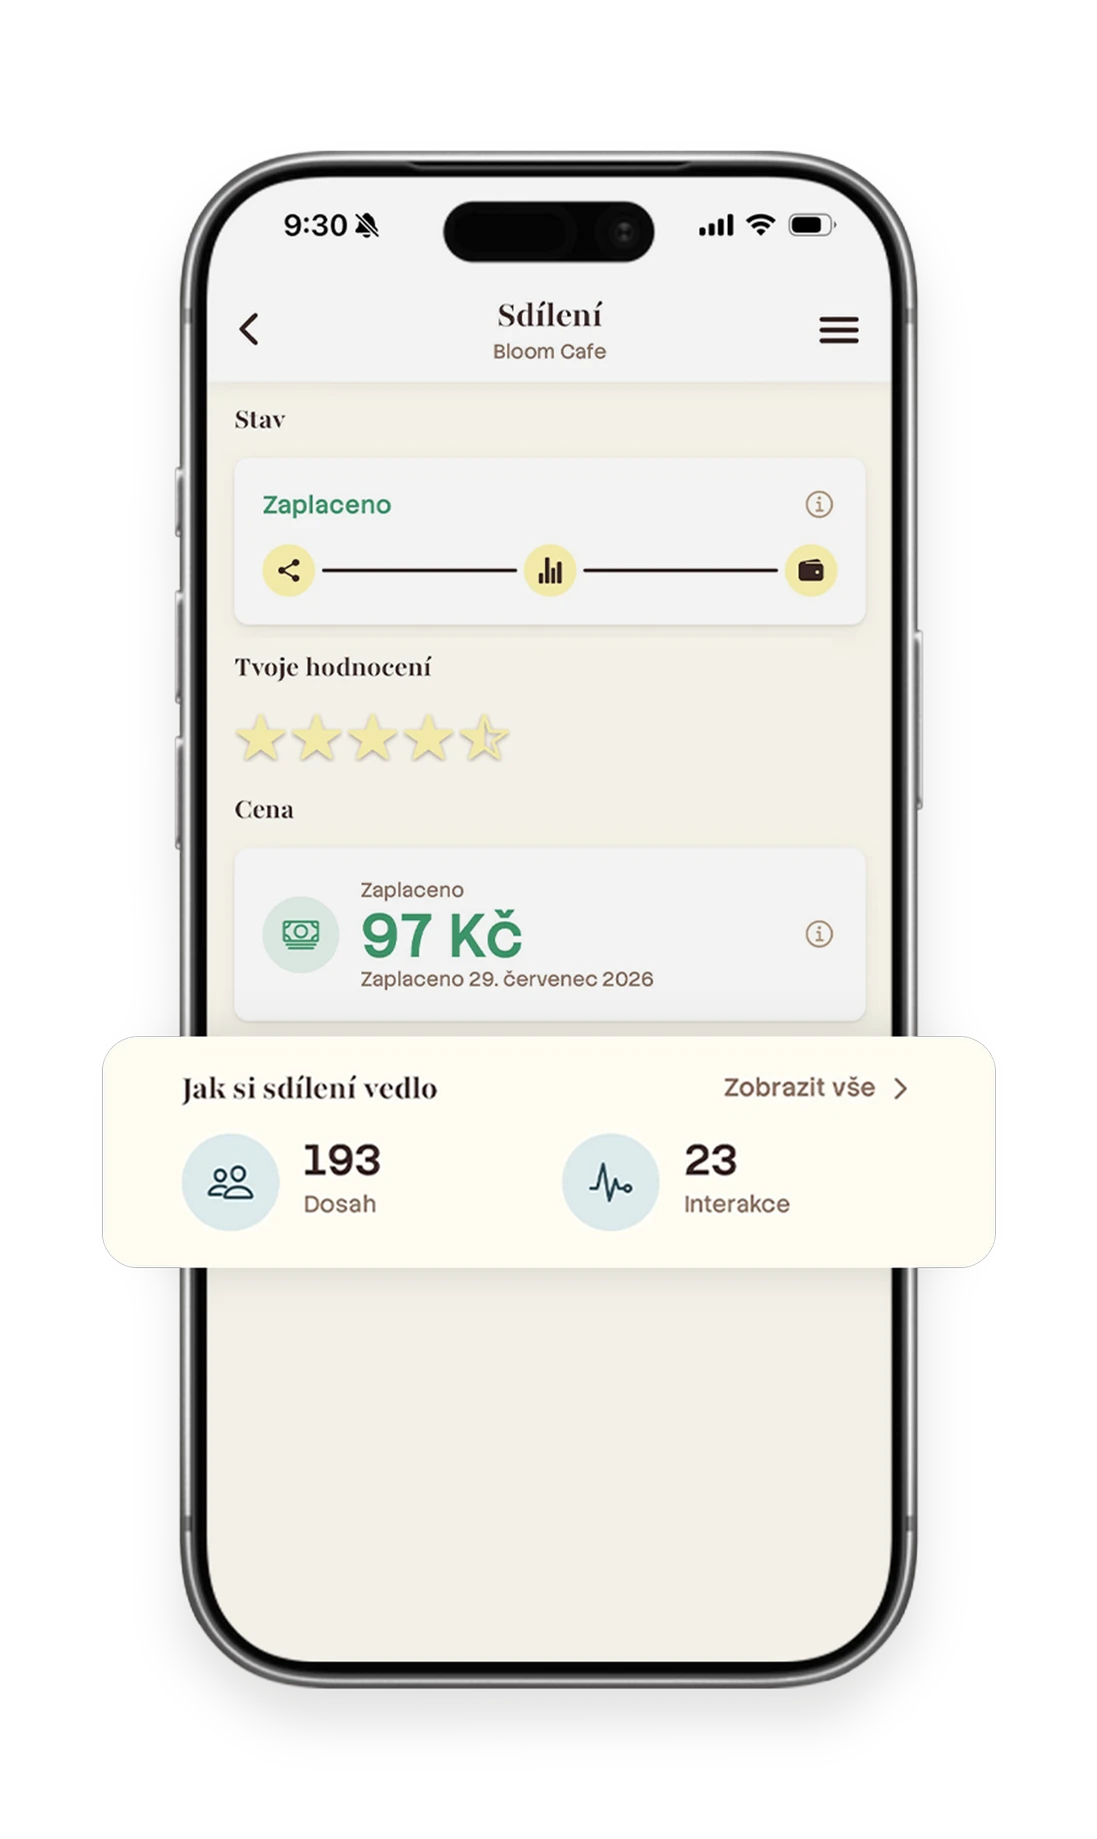 9:30
Sdílení
Bloom Cafe
Stav
Zaplaceno
Tvoje hodnocení
Cena
Zaplaceno
97 Kč
Zaplaceno 29. červenec 2026
Jak si sdílení vedlo
Zobrazit vše
193
Dosah
23
Interakce